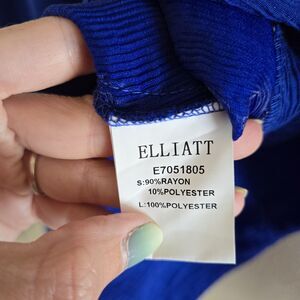 ELLIATT
E7051805
S:90%RAYON
10%POLYESTER
L:100%POLYESTER